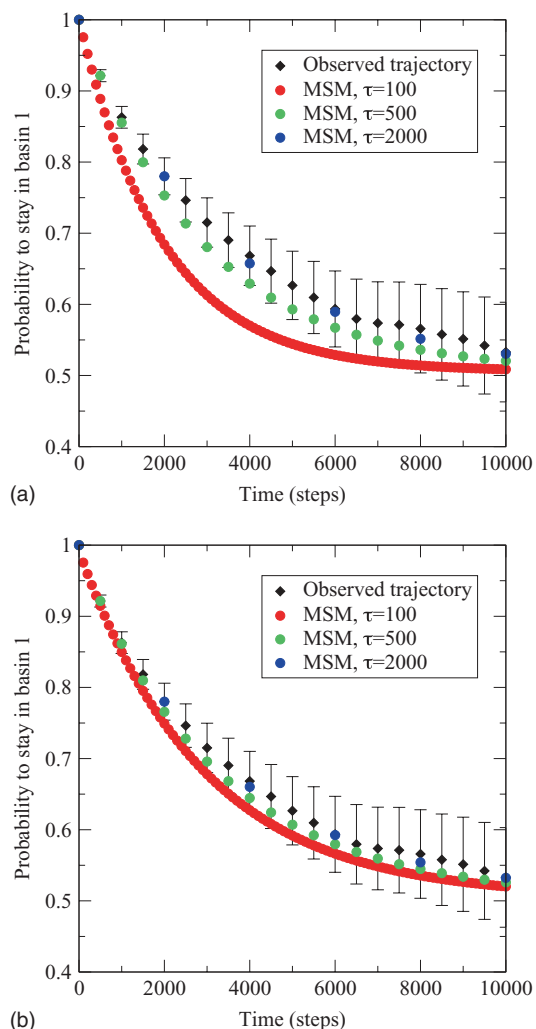 1
0.9
0.8
0.7
0.6
0.5
0.4
Probability to stay in basin 1
Observed trajectory
MSM, τ=100
MSM, τ=500
MSM, τ=2000
0 2000 4000 6000 8000 10000
(a) Time (steps)
1
0.9
0.8
0.7
0.6
0.5
0.4
Probability to stay in basin 1
Observed trajectory
MSM, τ=100
MSM, τ=500
MSM, τ=2000
0 2000 4000 6000 8000 10000
(b) Time (steps)